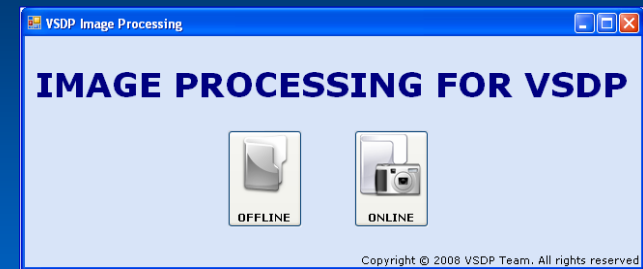 VSDP Image Processing
IMAGE PROCESSING FOR VSDP
OFFLINE ONLINE
Copyright © 2008 VSDP Team. All rights reserved